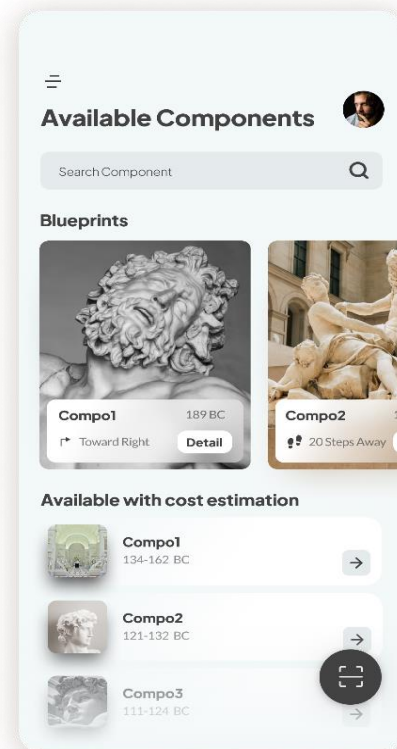 Available Components
Search Component
Blueprints
Compo1 189 BC
Toward Right Detail
Compo2
20 Steps Away
Available with cost estimation
Compo1
134-162 BC
Compo2
121-132 BC
Compo3
111-124 BC